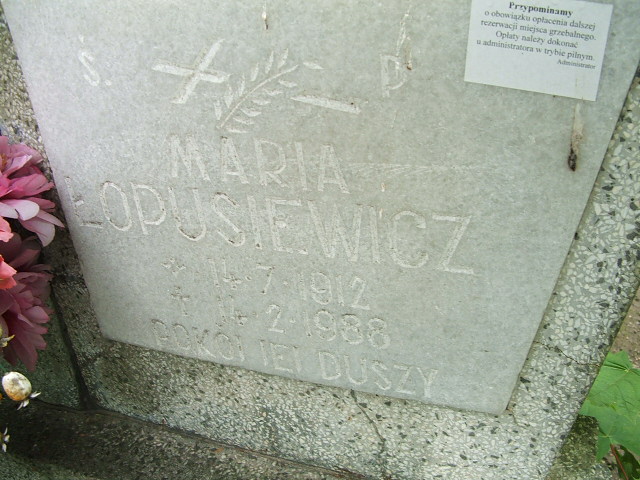 Przypominamy
o obowiązku opłacenia dalszej
rezerwacji miejsca grzebalnego.
Opłaty należy dokonać
u administratora w trybie pilnym.
Administrator
Ś. P
MARIA
ŁOPUSIEWICZ
* 14.7.1912
† 14.2.1988
POKÓJ JEJ DUSZY